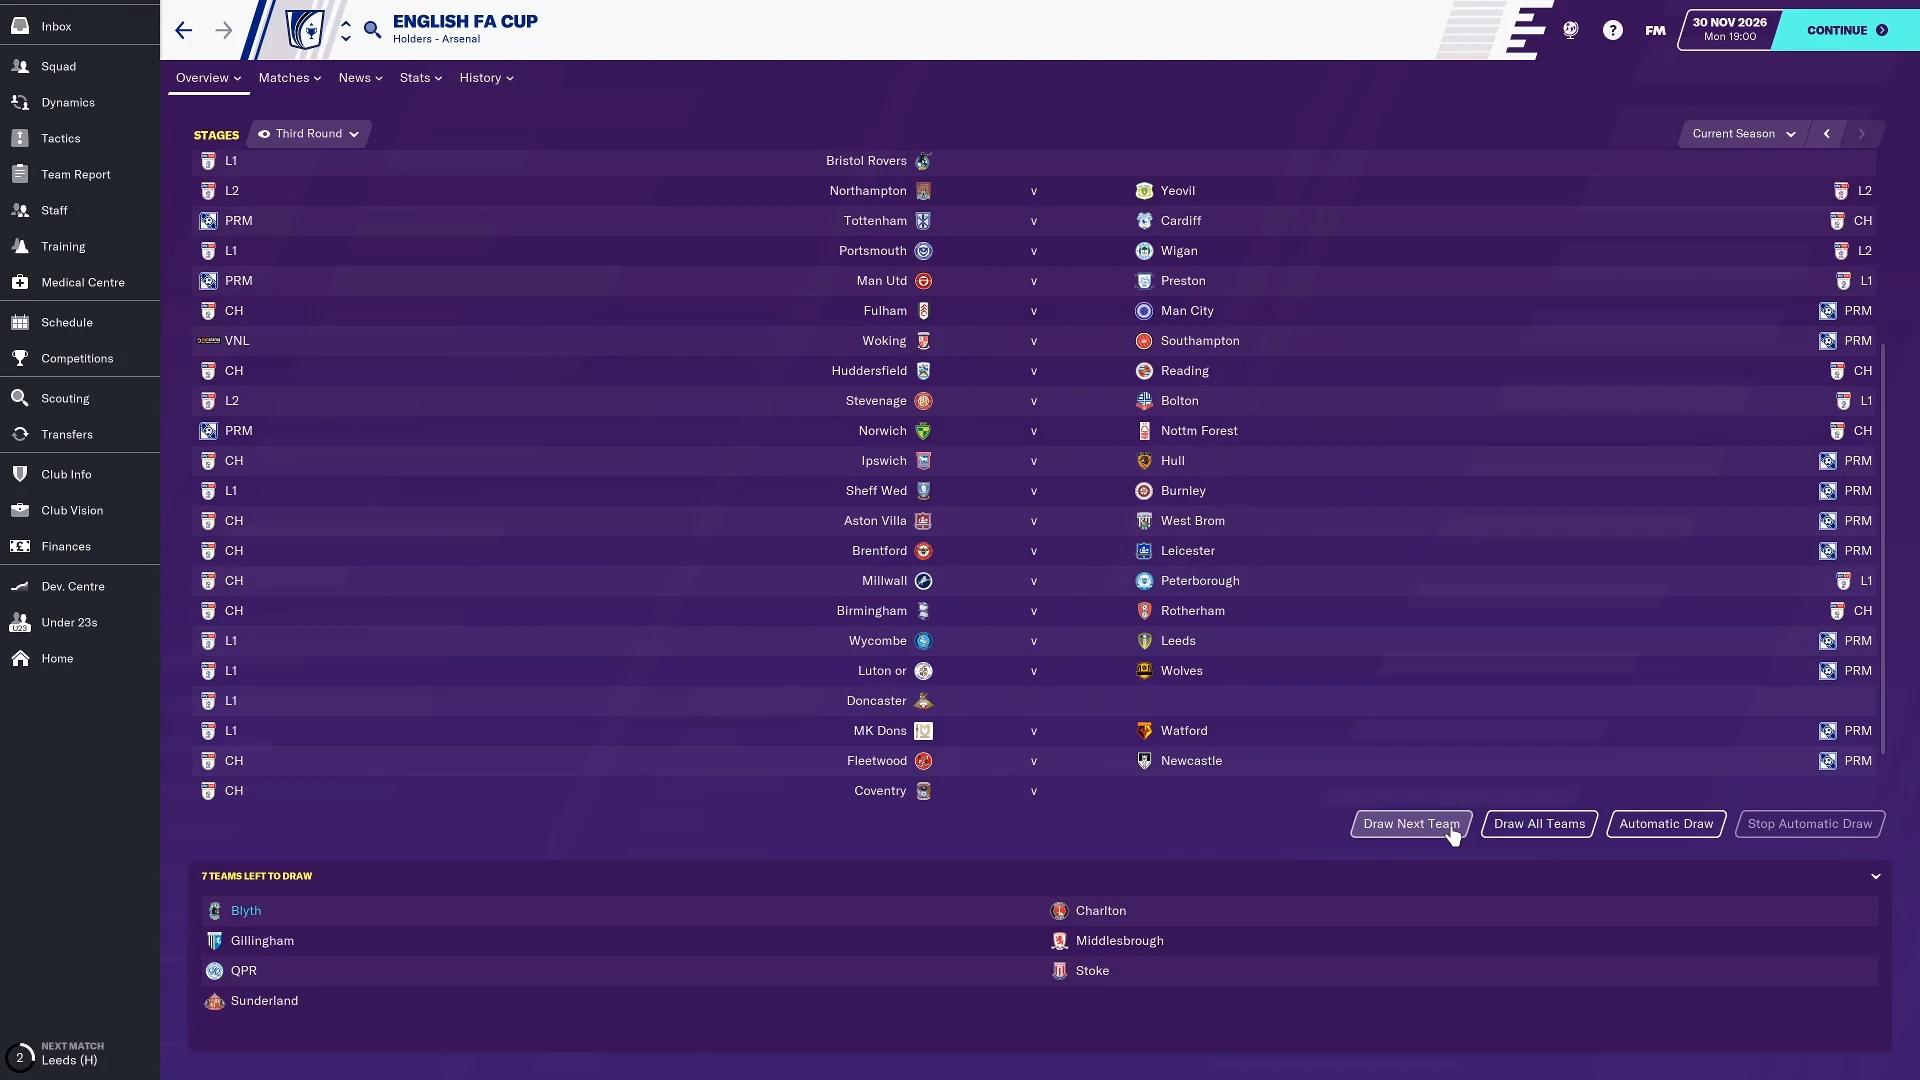 Inbox
Squad
Dynamics
Tactics
Team Report
Staff
Training
Medical Centre
Schedule
Competitions
Scouting
Transfers
Club Info
Club Vision
Finances
Dev. Centre
U23
Under 23s
Home
2
NEXT MATCH
Leeds (H)
ENGLISH FA CUP
Holders - Arsenal
?
FM
30 NOV 2026
Mon 19:00
CONTINUE
Overview
Matches
News
Stats
History
STAGES
Third Round
Current Season
L1 Bristol Rovers
L2 Northampton v Yeovil L2
PRM Tottenham v Cardiff CH
L1 Portsmouth v Wigan L2
PRM Man Utd v Preston L1
CH Fulham v Man City PRM
VNL Woking v Southampton PRM
CH Huddersfield v Reading CH
L2 Stevenage v Bolton L1
PRM Norwich v Nottm Forest CH
CH Ipswich v Hull PRM
L1 Sheff Wed v Burnley PRM
CH Aston Villa v West Brom PRM
CH Brentford v Leicester PRM
CH Millwall v Peterborough L1
CH Birmingham v Rotherham CH
L1 Wycombe v Leeds PRM
L1 Luton or v Wolves PRM
L1 Doncaster
L1 MK Dons v Watford PRM
CH Fleetwood v Newcastle PRM
CH Coventry v
Draw Next Team
Draw All Teams
Automatic Draw
Stop Automatic Draw
7 TEAMS LEFT TO DRAW
Blyth Charlton
Gillingham Middlesbrough
QPR Stoke
Sunderland